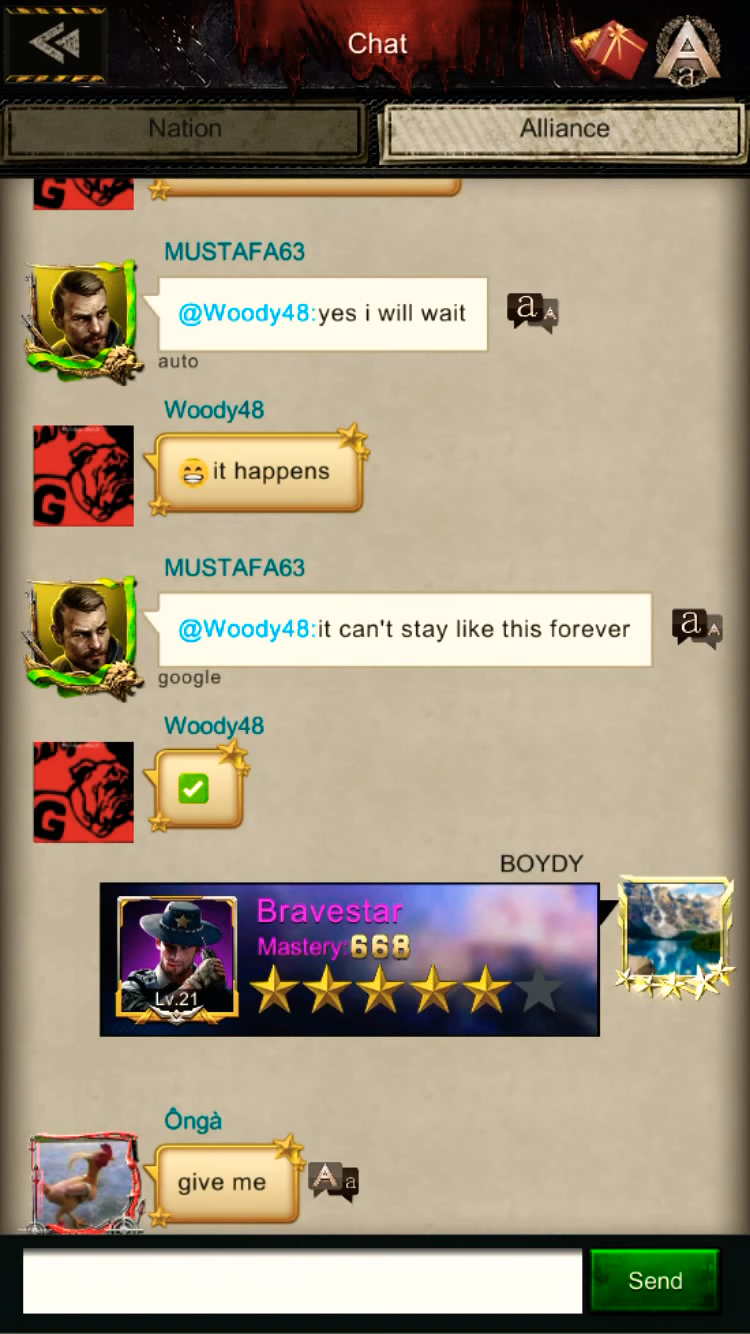 Chat
A
a
Nation
Alliance
G
MUSTAFA63
@Woody48:yes i will wait
a A
auto
Woody48
😁it happens
G
MUSTAFA63
@Woody48:it can't stay like this forever
a A
google
Woody48
✅
G
BOYDY
Bravestar
Mastery:668
Lv.21
Ôngà
give me
A a
Send